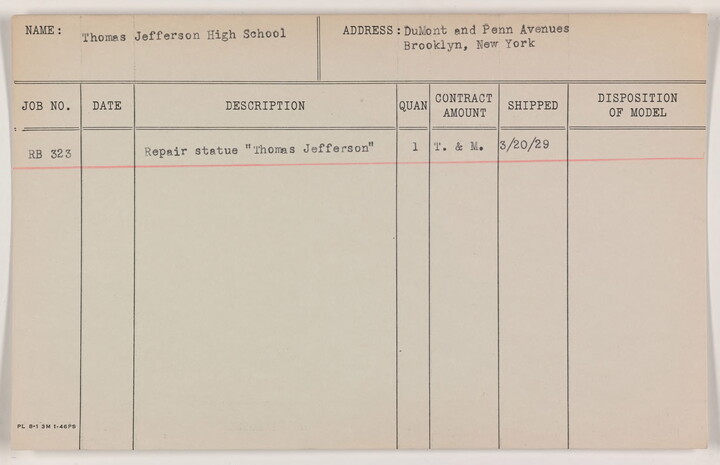 NAME: Thomas Jefferson High School
ADDRESS: DuMont and Penn Avenues
Brooklyn, New York
JOB NO. DATE DESCRIPTION QUAN CONTRACT AMOUNT SHIPPED DISPOSITION OF MODEL
RB 323 Repair statue "Thomas Jefferson" 1 T. & M. 3/20/29
PL 6-1 3M 1-46PB